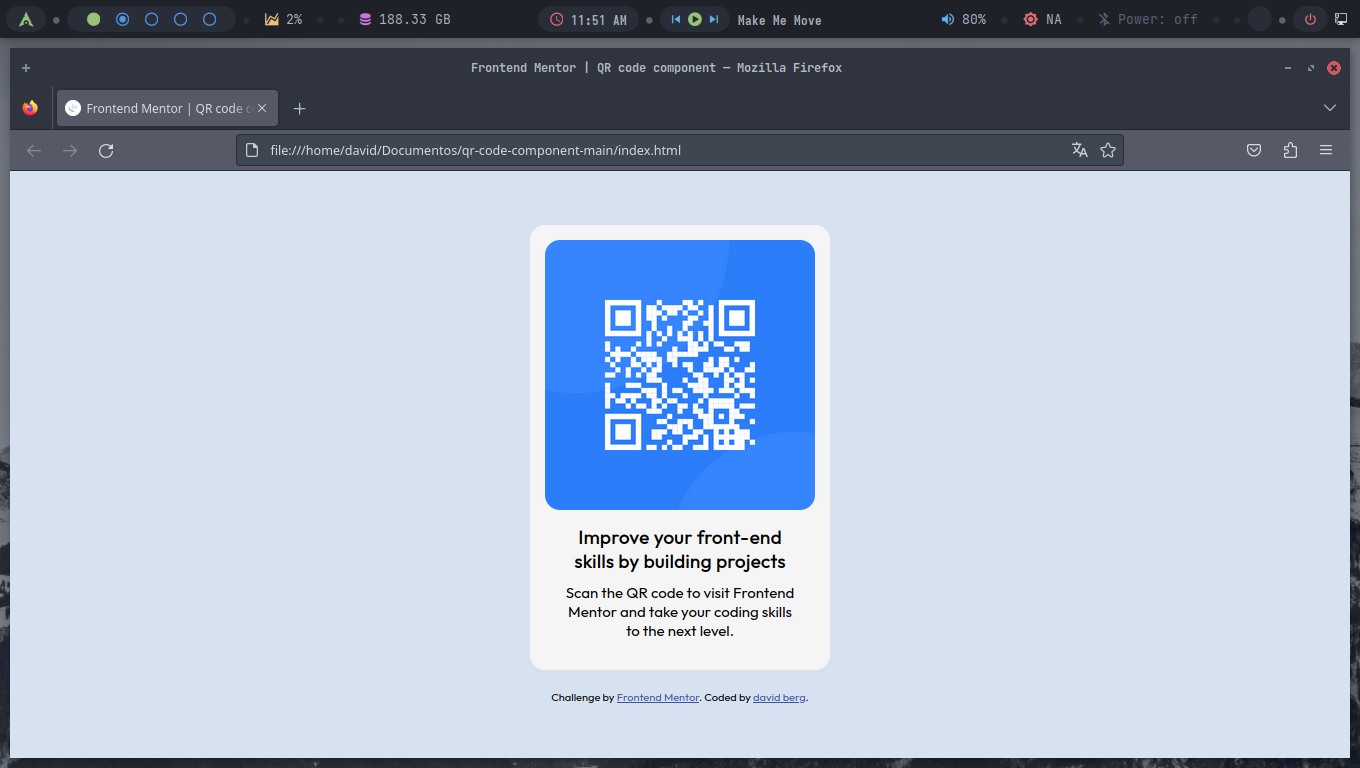 2%
188.33 GB
11:51 AM
Make Me Move
80%
NA
Power: off
Frontend Mentor | QR code component — Mozilla Firefox
Frontend Mentor | QR code c
file:///home/david/Documentos/qr-code-component-main/index.html
Improve your front-end
skills by building projects
Scan the QR code to visit Frontend
Mentor and take your coding skills
to the next level.
Challenge by Frontend Mentor. Coded by david berg.